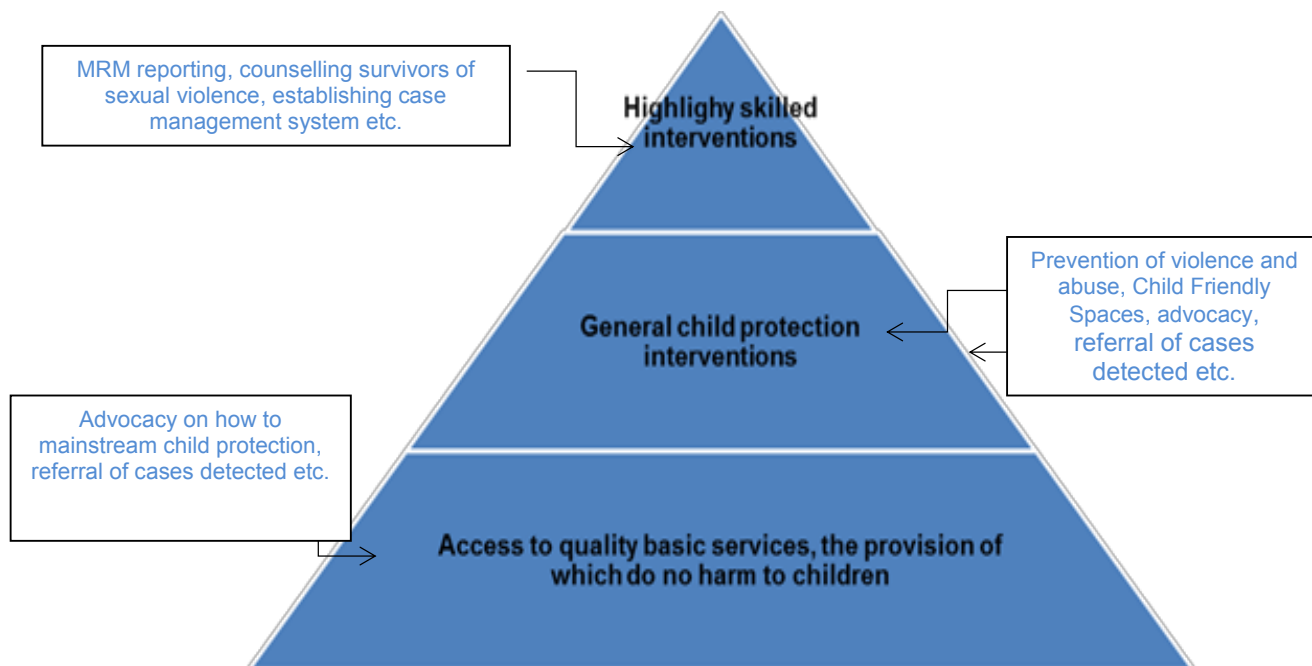 MRM reporting, counselling survivors of
sexual violence, establishing case
management system etc.
Highlighy skilled
interventions
Prevention of violence and
abuse, Child Friendly
Spaces, advocacy,
referral of cases
detected etc.
General child protection
interventions
Advocacy on how to
mainstream child protection,
referral of cases detected etc.
Access to quality basic services, the provision of
which do no harm to children